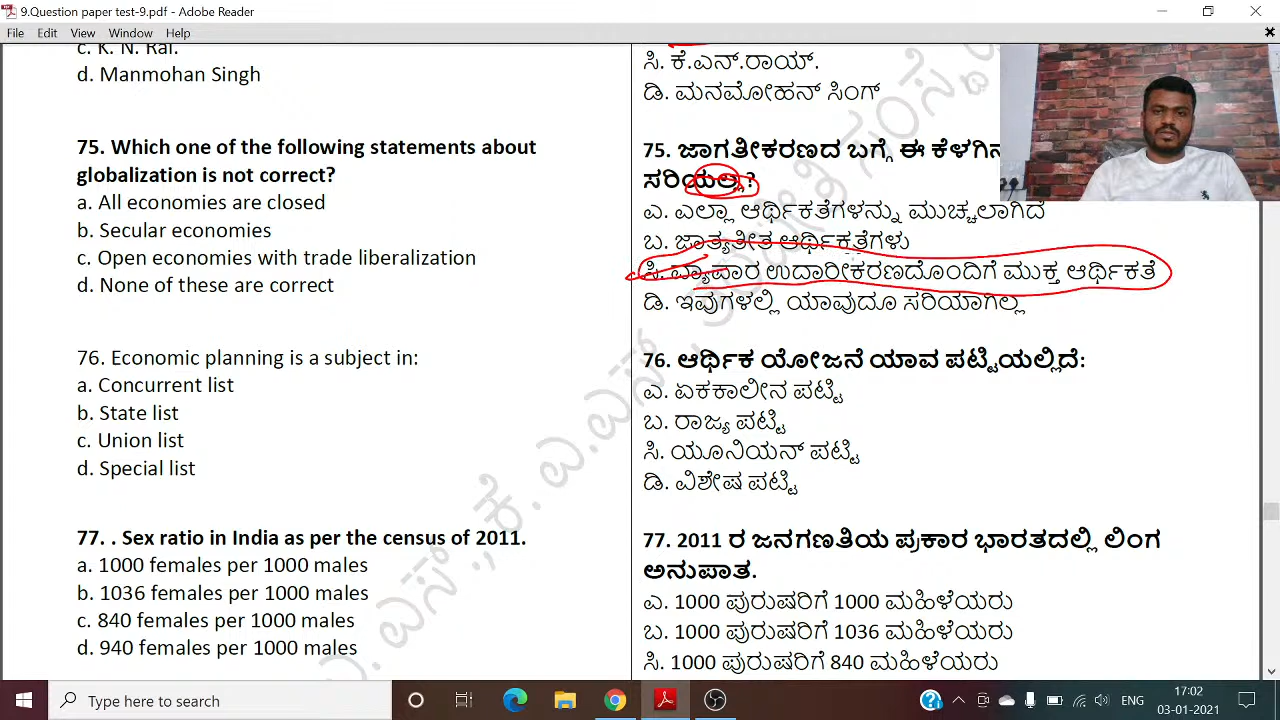 9.Question paper test-9.pdf - Adobe Reader
File Edit View Window Help
c. K. N. Raj.
d. Manmohan Singh
75. Which one of the following statements about
globalization is not correct?
a. All economies are closed
b. Secular economies
c. Open economies with trade liberalization
d. None of these are correct
76. Economic planning is a subject in:
a. Concurrent list
b. State list
c. Union list
d. Special list
77. . Sex ratio in India as per the census of 2011.
a. 1000 females per 1000 males
b. 1036 females per 1000 males
c. 840 females per 1000 males
d. 940 females per 1000 males
ಸಿ. ಕೆ.ಎನ್.ರಾಯ್.
ಡಿ. ಮನಮೋಹನ್ ಸಿಂಗ್
75. ಜಾಗತೀಕರಣದ ಬಗ್ಗೆ ಈ ಕೆಳಗಿನ
ಸರಿಯಲ್ಲ?
ಎ. ಎಲ್ಲಾ ಆರ್ಥಿಕತೆಗಳನ್ನು ಮುಚ್ಚಲಾಗಿದೆ
ಬ. ಜಾತ್ಯತೀತ ಆರ್ಥಿಕತೆಗಳು
ಸಿ. ವ್ಯಾಪಾರ ಉದಾರೀಕರಣದೊಂದಿಗೆ ಮುಕ್ತ ಆರ್ಥಿಕತೆ
ಡಿ. ಇವುಗಳಲ್ಲಿ ಯಾವುದೂ ಸರಿಯಾಗಿಲ್ಲ
76. ಆರ್ಥಿಕ ಯೋಜನೆ ಯಾವ ಪಟ್ಟಿಯಲ್ಲಿದೆ:
ಎ. ಏಕಕಾಲೀನ ಪಟ್ಟಿ
ಬ. ರಾಜ್ಯ ಪಟ್ಟಿ
ಸಿ. ಯೂನಿಯನ್ ಪಟ್ಟಿ
ಡಿ. ವಿಶೇಷ ಪಟ್ಟಿ
77. 2011 ರ ಜನಗಣತಿಯ ಪ್ರಕಾರ ಭಾರತದಲ್ಲಿ ಲಿಂಗ
ಅನುಪಾತ.
ಎ. 1000 ಪುರುಷರಿಗೆ 1000 ಮಹಿಳೆಯರು
ಬ. 1000 ಪುರುಷರಿಗೆ 1036 ಮಹಿಳೆಯರು
ಸಿ. 1000 ಪುರುಷರಿಗೆ 840 ಮಹಿಳೆಯರು
Type here to search
ENG
17:02
03-01-2021